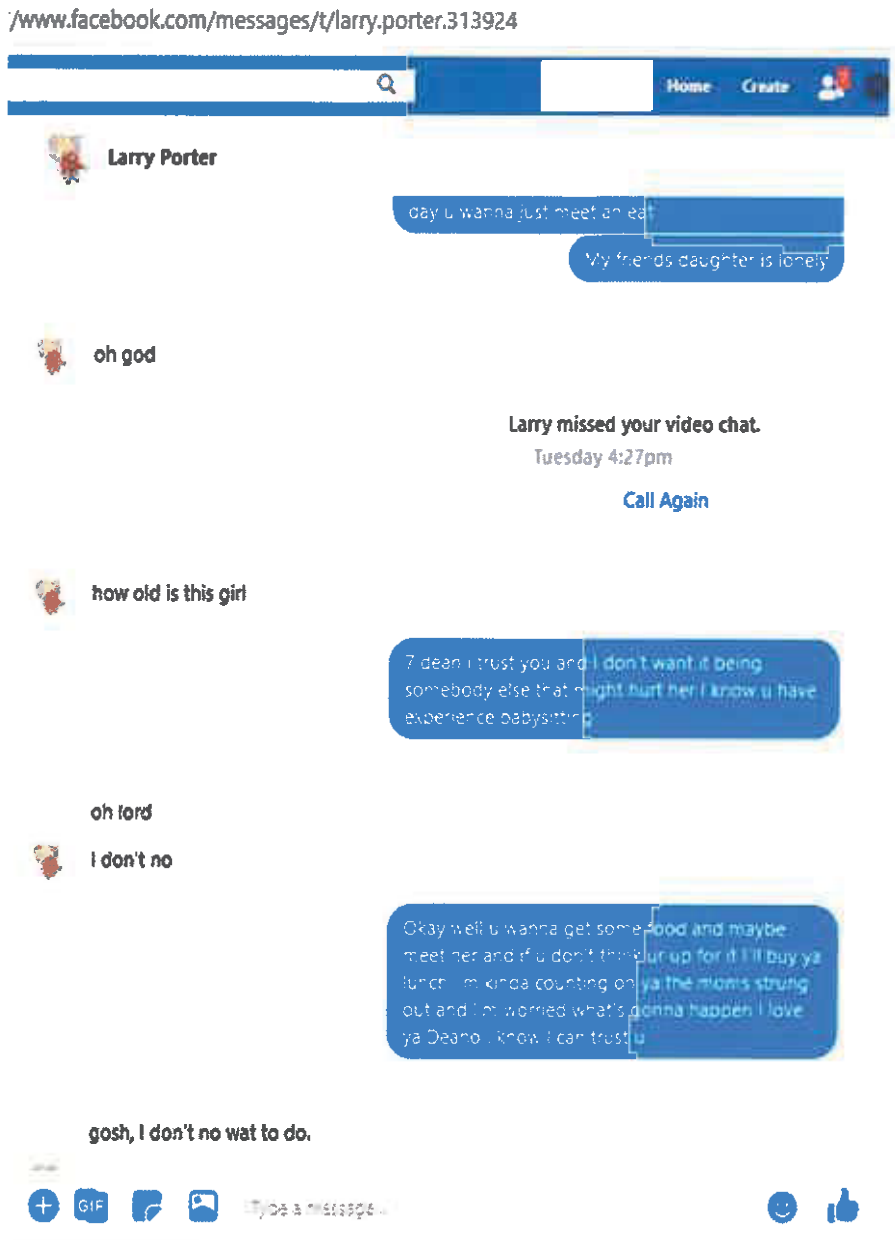 /www.facebook.com/messages/t/larry.porter.313924
Home Create
Larry Porter
day u wanna just meet an eat
My friends daughter is lonely
oh god
Larry missed your video chat.
Tuesday 4:27pm
Call Again
how old is this girl
7 dean i trust you and I don't want it being
somebody else that might hurt her I know u have
experience babysitting
oh lord
I don't no
Okay well u wanna get some food and maybe
meet her and if u don't think ur up for it I'll buy ya
lunch I'm kinda counting on ya the moms strung
out and I'm worried what's gonna happen I love
ya Deano I know I can trust u
gosh, I don't no wat to do.
GIF Type a message...